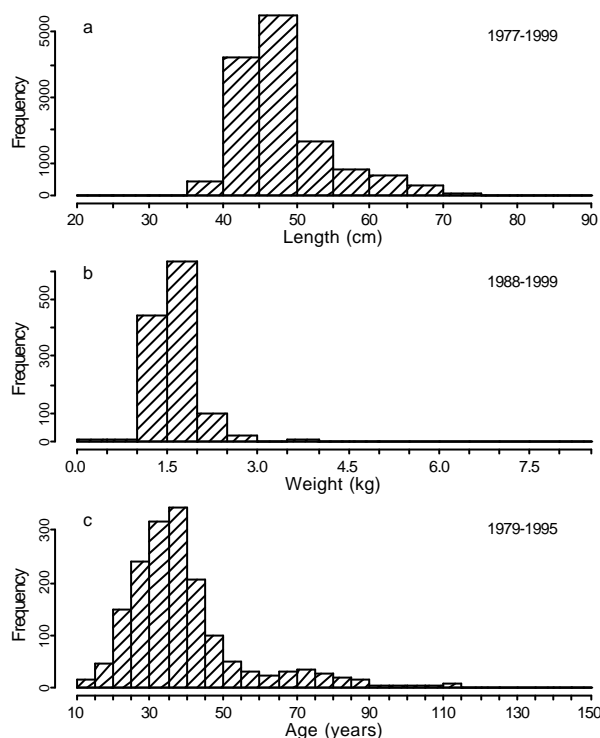 a
1977-1999
Frequency
1000
3000
5000
20 30 40 50 60 70 80 90
Length (cm)
b
1988-1999
Frequency
0 100 300 500
0.0 1.5 3.0 4.5 6.0 7.5
Weight (kg)
c
1979-1995
Frequency
0 100 200 300
10 30 50 70 90 110 130 150
Age (years)